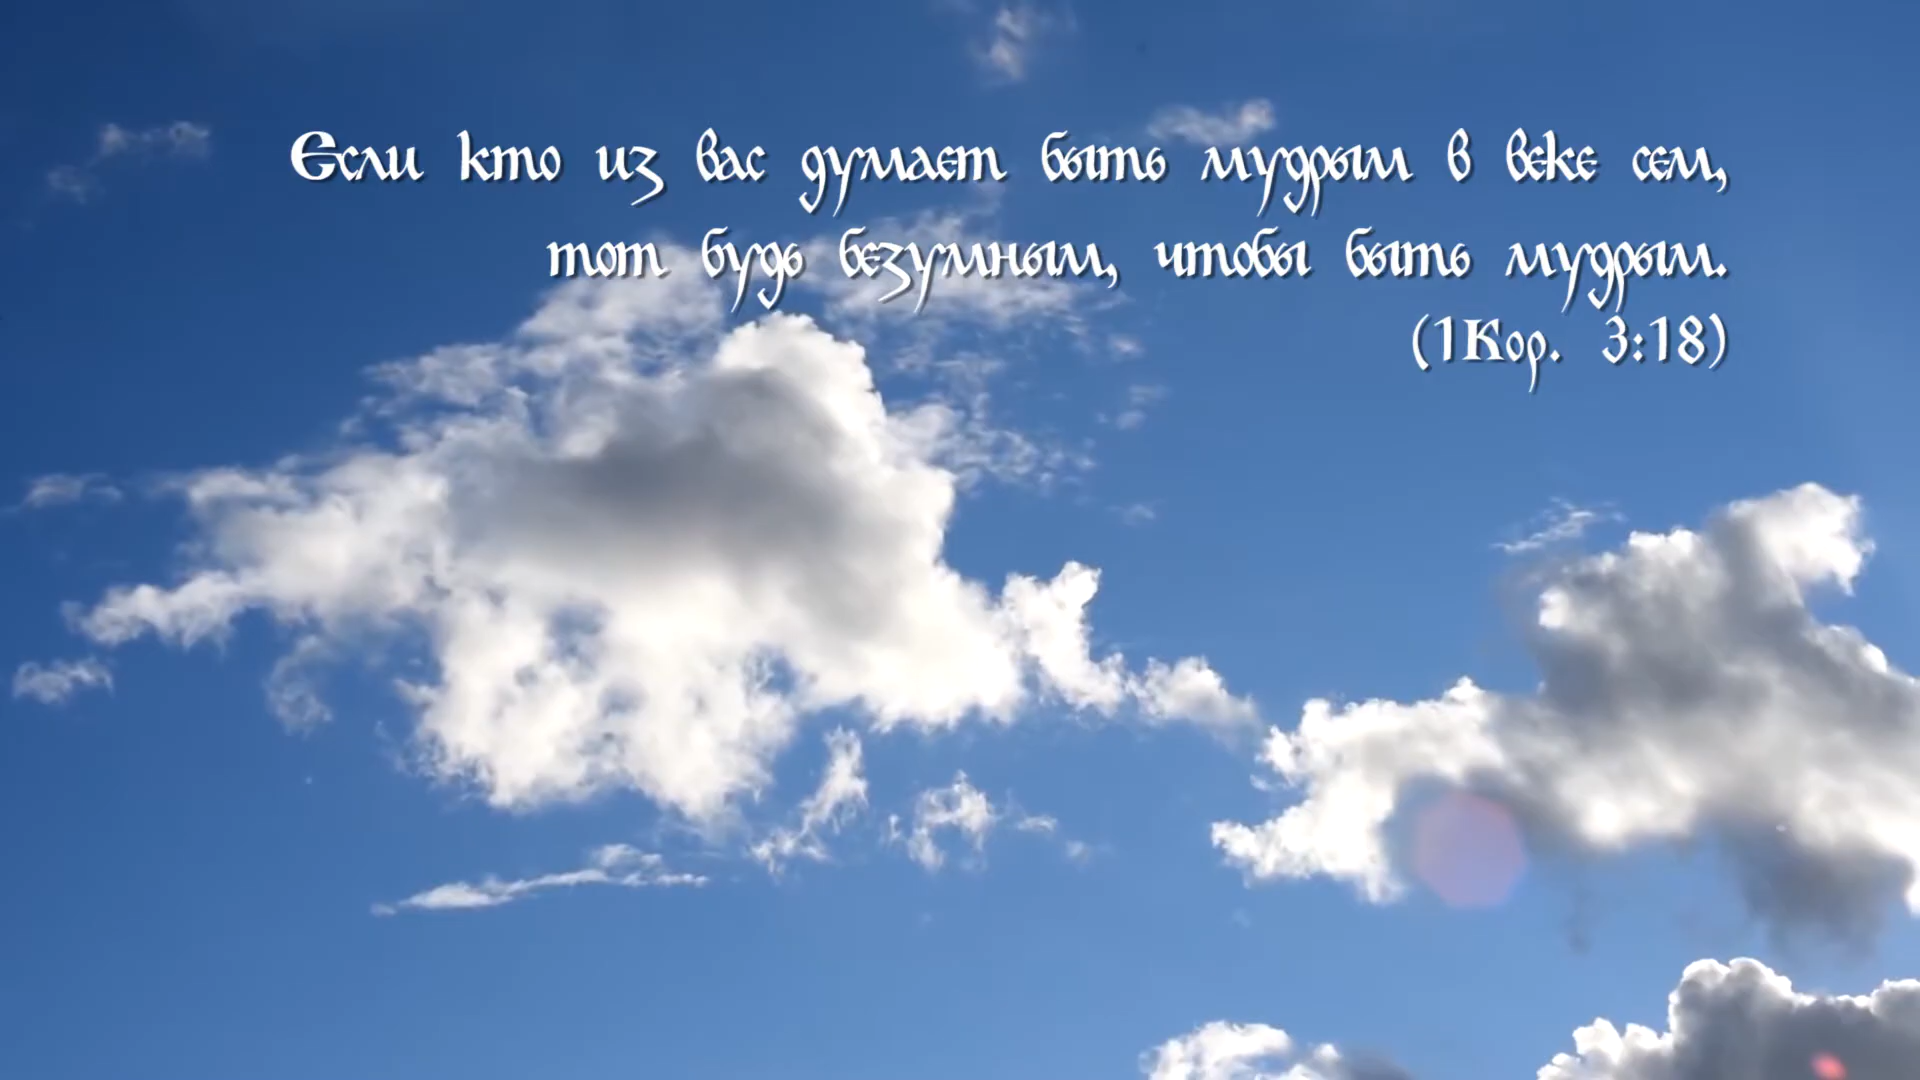 Если кто из вас думает быть мудрым в веке сем,
тот будь безумным, чтобы быть мудрым.
(1Кор. 3:18)